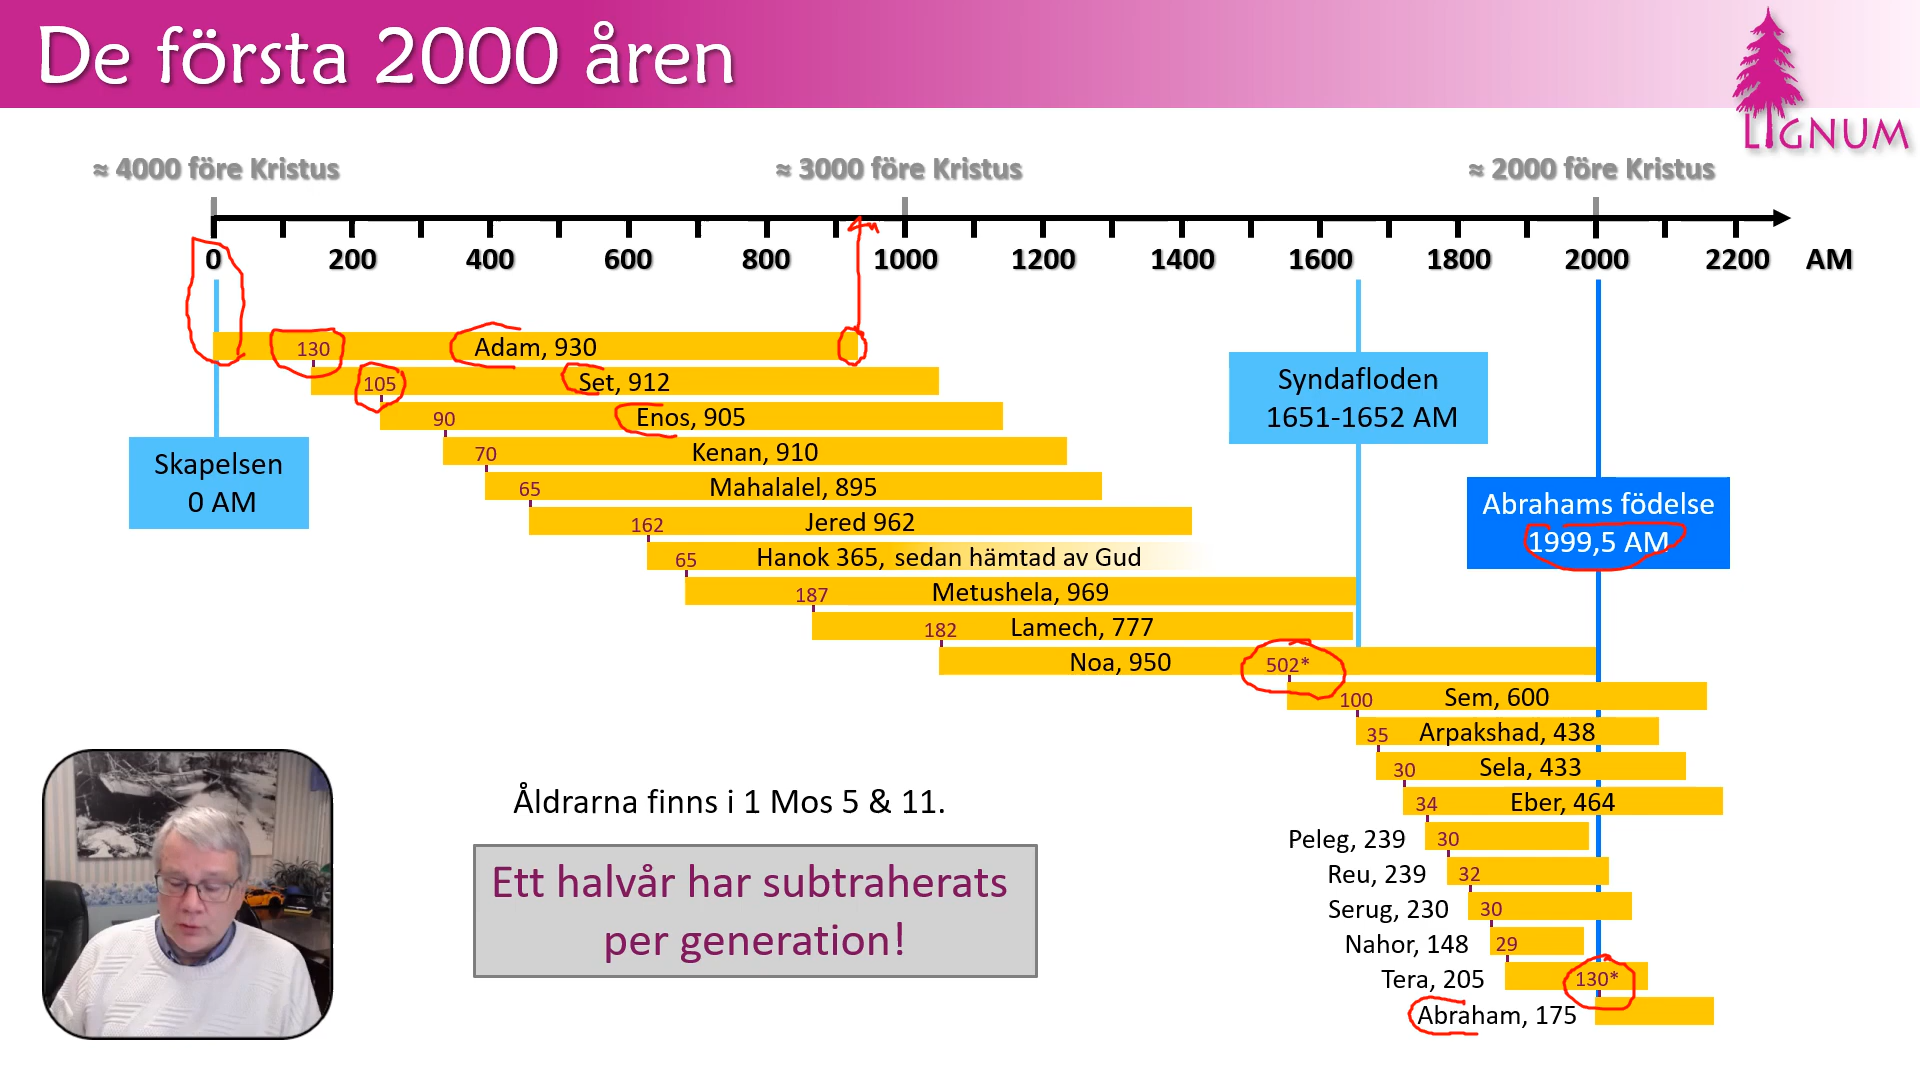 De första 2000 åren
LIGNUM
≈ 4000 före Kristus
≈ 3000 före Kristus
≈ 2000 före Kristus
0 200 400 600 800 1000 1200 1400 1600 1800 2000 2200 AM
130 Adam, 930
105 Set, 912
90 Enos, 905
70 Kenan, 910
65 Mahalalel, 895
162 Jered 962
65 Hanok 365, sedan hämtad av Gud
187 Metushela, 969
182 Lamech, 777
Noa, 950 502*
100 Sem, 600
35 Arpakshad, 438
30 Sela, 433
34 Eber, 464
Peleg, 239 30
Reu, 239 32
Serug, 230 30
Nahor, 148 29
Tera, 205 130*
Abraham, 175
Skapelsen
0 AM
Syndafloden
1651-1652 AM
Abrahams födelse
1999,5 AM
Åldrarna finns i 1 Mos 5 & 11.
Ett halvår har subtraherats
per generation!